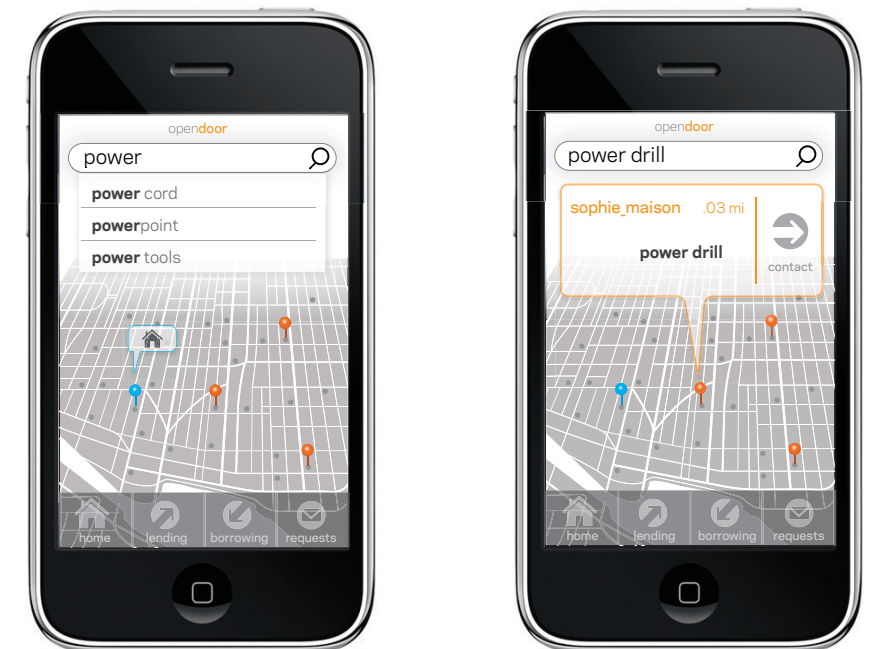 opendoor
power
power cord
powerpoint
power tools
home lending borrowing requests
opendoor
power drill
sophie_maison .03 mi
power drill
contact
home lending borrowing requests